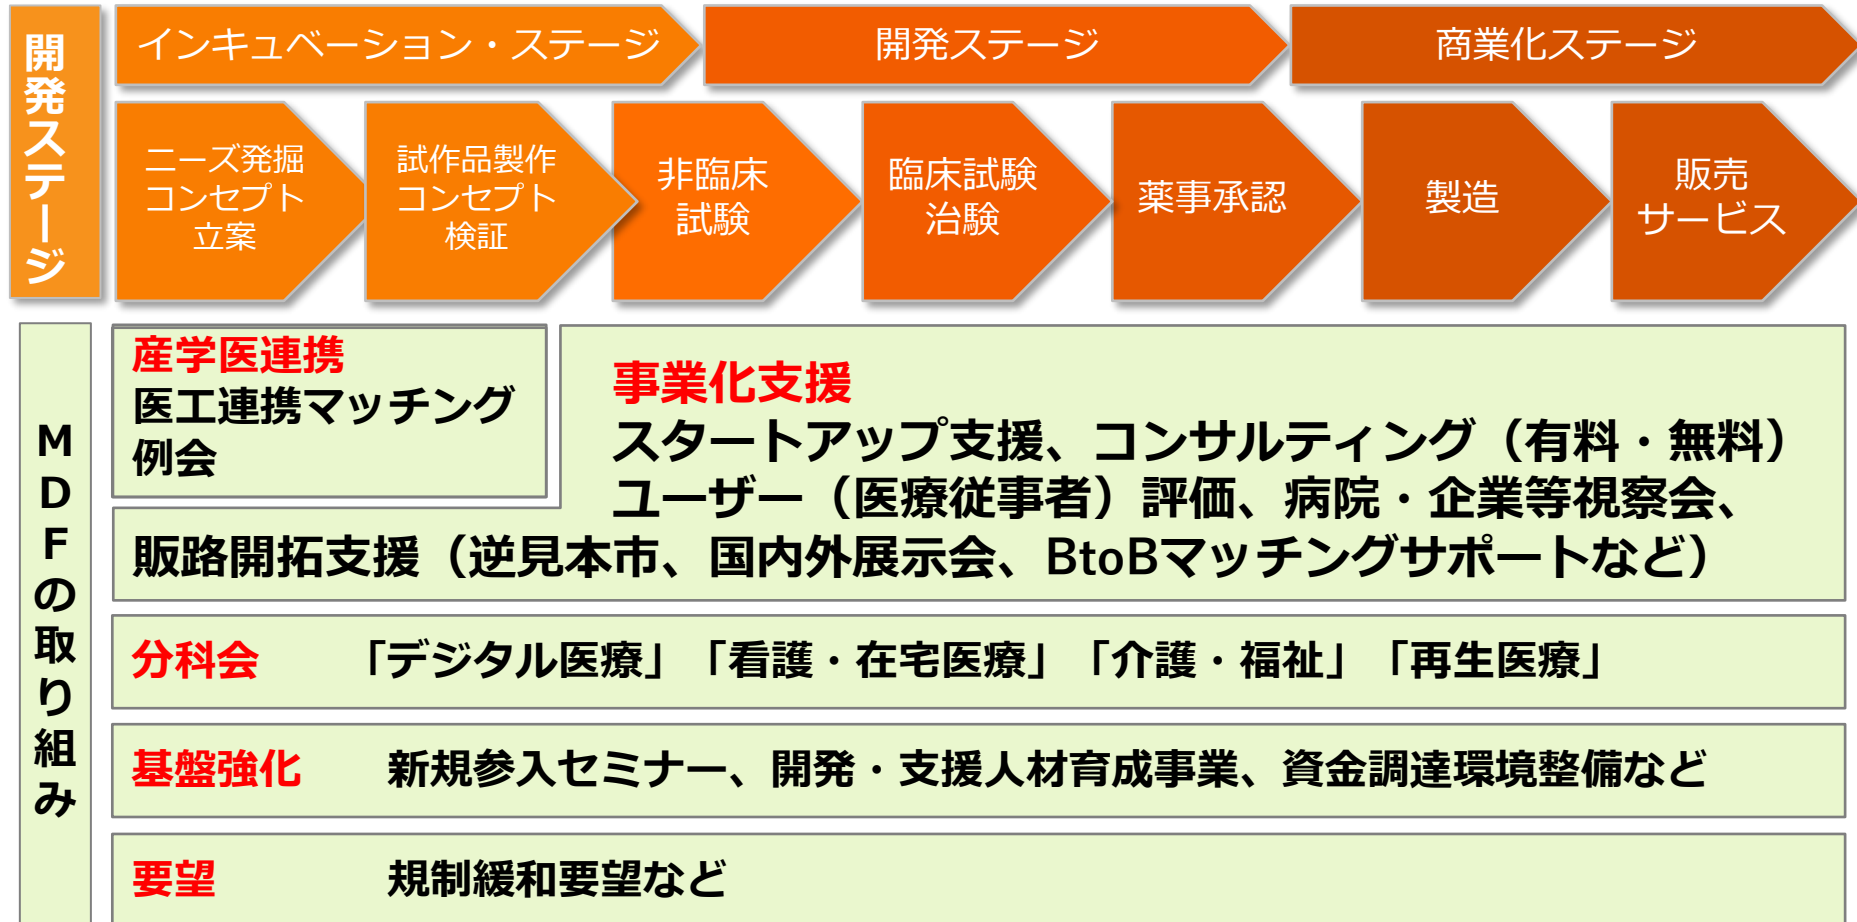 開発ステージ
インキュベーション・ステージ
開発ステージ
商業化ステージ
ニーズ発掘
コンセプト
立案
試作品製作
コンセプト
検証
非臨床
試験
臨床試験
治験
薬事承認
製造
販売
サービス
MDFの取り組み
産学医連携
医工連携マッチング
例会
事業化支援
スタートアップ支援、コンサルティング（有料・無料）
ユーザー（医療従事者）評価、病院・企業等視察会、
販路開拓支援（逆見本市、国内外展示会、BtoBマッチングサポートなど）
分科会 「デジタル医療」「看護・在宅医療」「介護・福祉」「再生医療」
基盤強化 新規参入セミナー、開発・支援人材育成事業、資金調達環境整備など
要望 規制緩和要望など